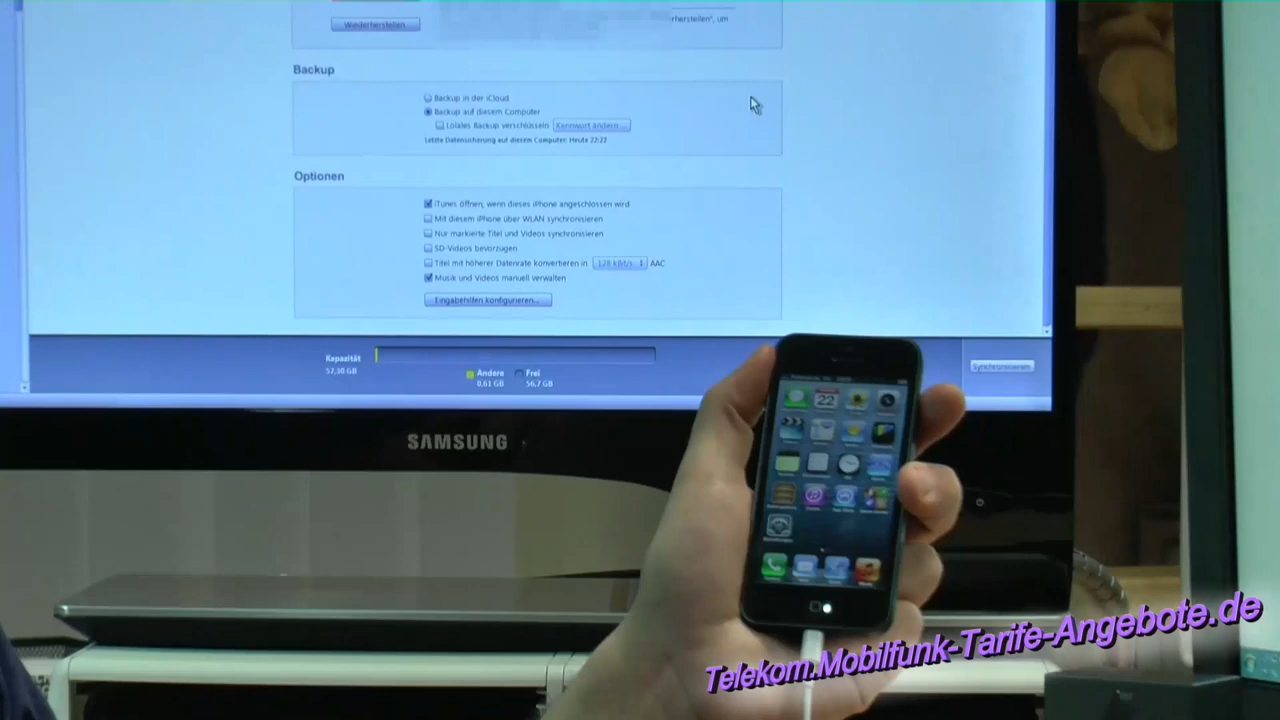 Wiederherstellen
rherstellen", um
Backup
Backup in der iCloud
Backup auf diesem Computer
Lokales Backup verschlüsseln Kennwort ändern ...
Letzte Datensicherung auf diesem Computer: Heute 22:22
Optionen
iTunes öffnen, wenn dieses iPhone angeschlossen wird
Mit diesem iPhone über WLAN synchronisieren
Nur markierte Titel und Videos synchronisieren
SD-Videos bevorzugen
Titel mit höherer Datenrate konvertieren in 128 kBit/s AAC
Musik und Videos manuell verwalten
Eingabehilfen konfigurieren...
Kapazität
57,30 GB
Andere
0,61 GB
Frei
56,7 GB
Synchronisieren
SAMSUNG
22
Telekom.Mobilfunk-Tarife-Angebote.de